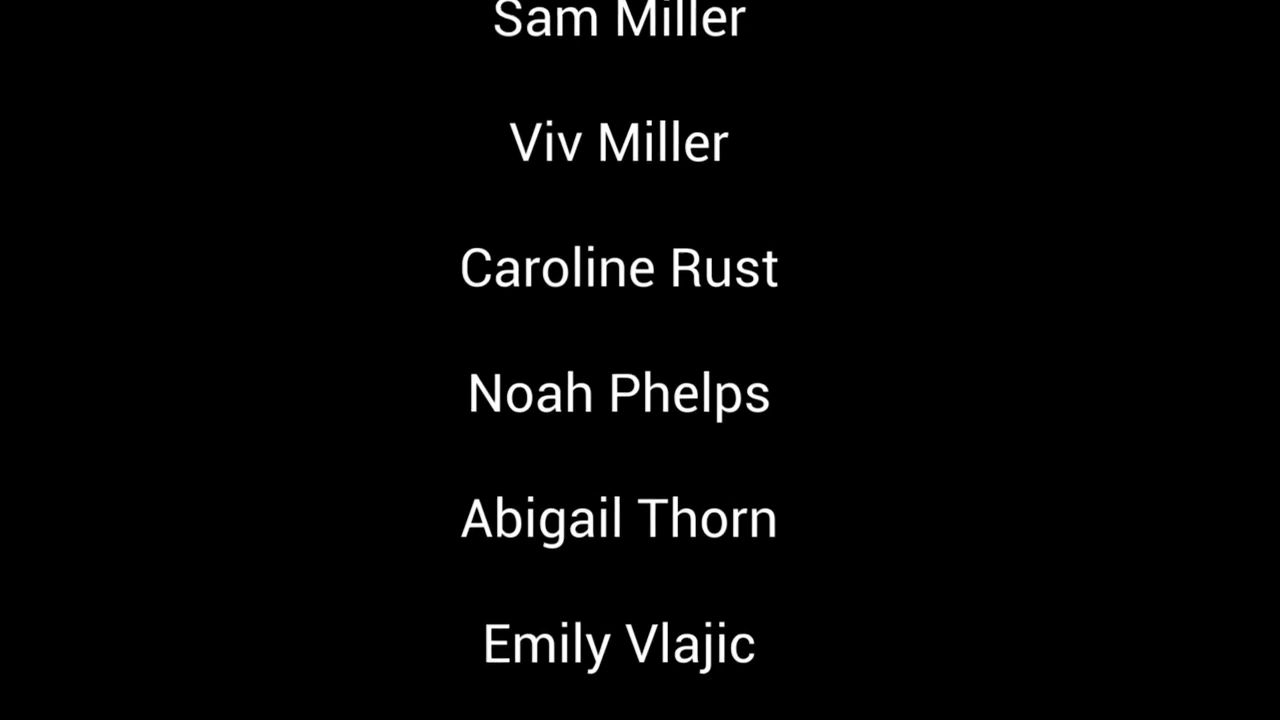 Sam Miller
Viv Miller
Caroline Rust
Noah Phelps
Abigail Thorn
Emily Vlajic